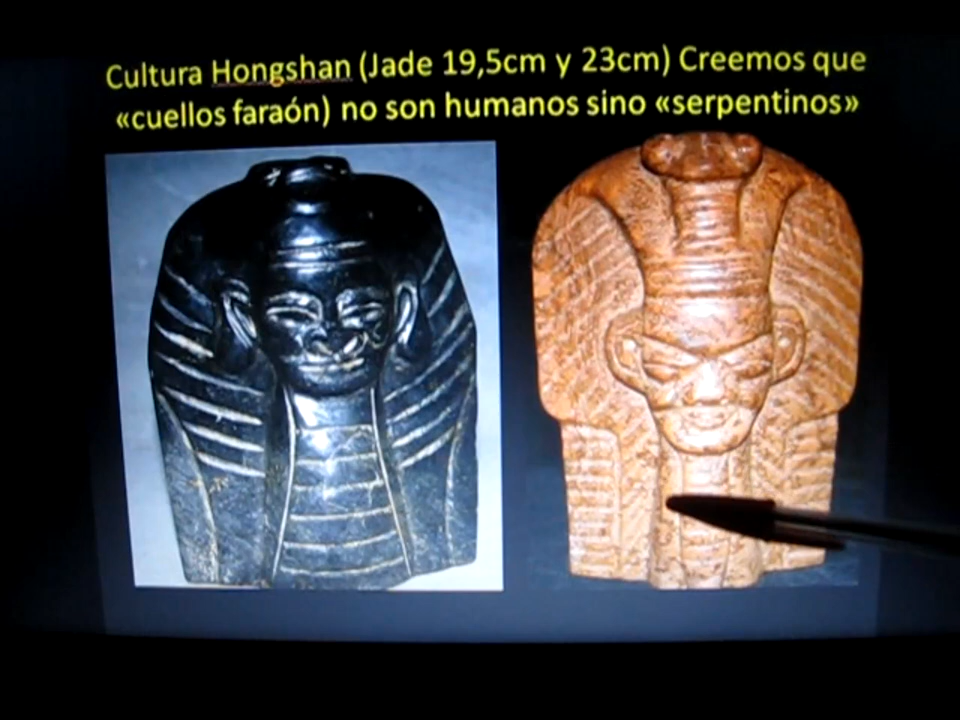 Cultura Hongshan (Jade 19,5cm y 23cm) Creemos que
«cuellos faraón) no son humanos sino «serpentinos»